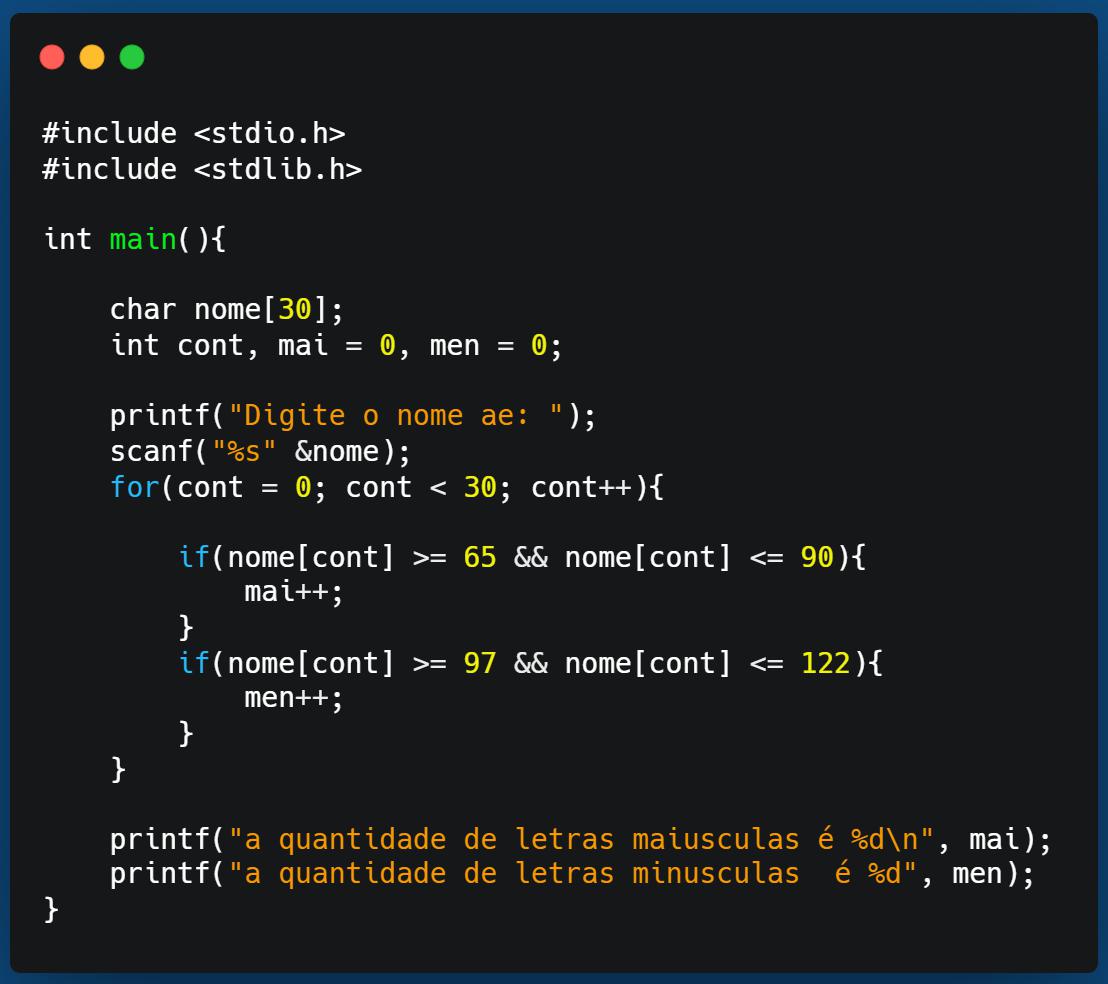 #include <stdio.h>
#include <stdlib.h>
int main(){
char nome[30];
int cont, mai = 0, men = 0;
printf("Digite o nome ae: ");
scanf("%s" &nome);
for(cont = 0; cont < 30; cont++){
if(nome[cont] >= 65 && nome[cont] <= 90){
mai++;
}
if(nome[cont] >= 97 && nome[cont] <= 122){
men++;
}
}
printf("a quantidade de letras maiusculas é %d\n", mai);
printf("a quantidade de letras minusculas  é %d", men);
}